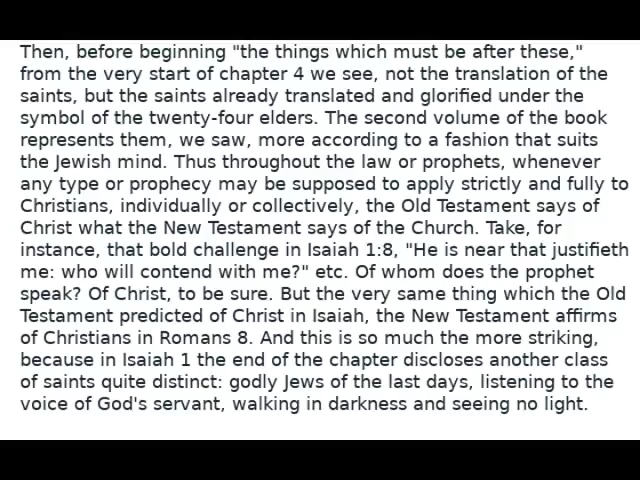 Then, before beginning "the things which must be after these,"
from the very start of chapter 4 we see, not the translation of the
saints, but the saints already translated and glorified under the
symbol of the twenty-four elders. The second volume of the book
represents them, we saw, more according to a fashion that suits
the Jewish mind. Thus throughout the law or prophets, whenever
any type or prophecy may be supposed to apply strictly and fully to
Christians, individually or collectively, the Old Testament says of
Christ what the New Testament says of the Church. Take, for
instance, that bold challenge in Isaiah 1:8, "He is near that justifieth
me: who will contend with me?" etc. Of whom does the prophet
speak? Of Christ, to be sure. But the very same thing which the Old
Testament predicted of Christ in Isaiah, the New Testament affirms
of Christians in Romans 8. And this is so much the more striking,
because in Isaiah 1 the end of the chapter discloses another class
of saints quite distinct: godly Jews of the last days, listening to the
voice of God's servant, walking in darkness and seeing no light.